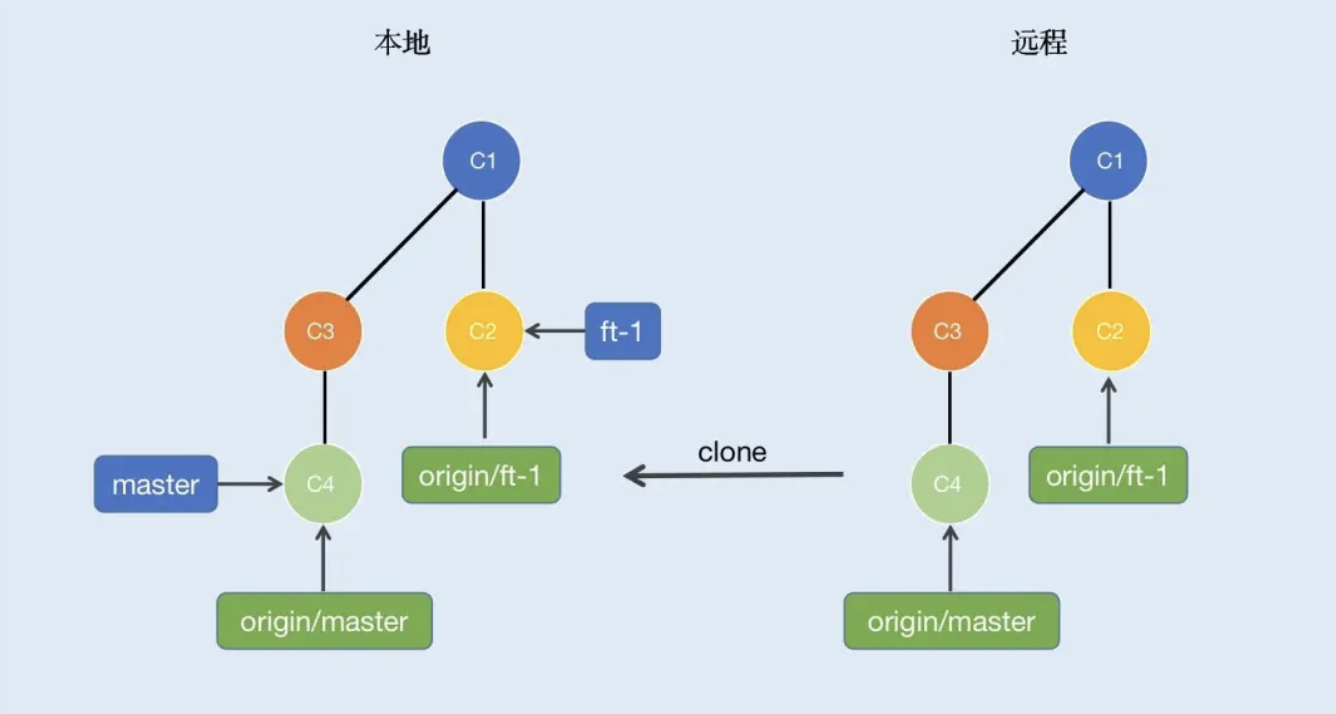 本地
远程
C1
C1
C3
C2
ft-1
C3
C2
master
C4
origin/ft-1
clone
C4
origin/ft-1
origin/master
origin/master